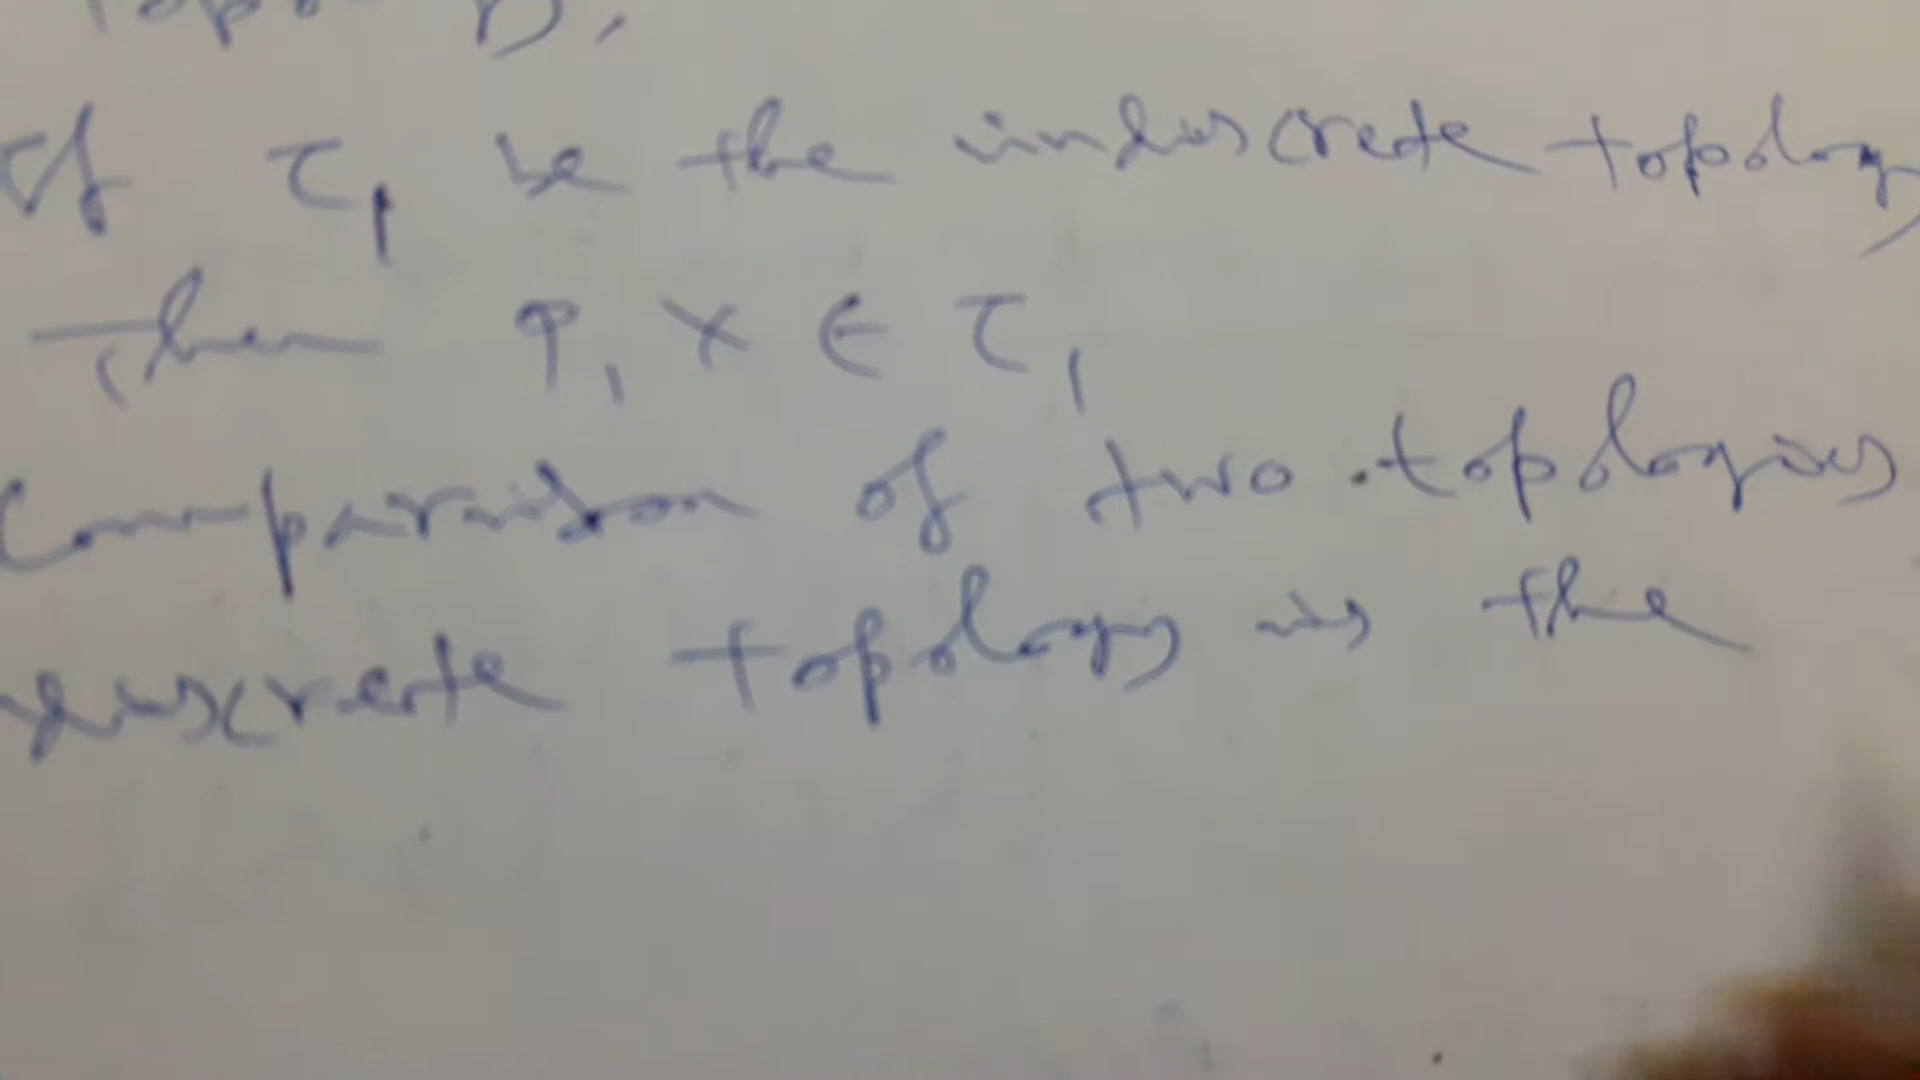 If τ₁ be the indiscrete topology
Then φ, X ∈ τ₁
Comparison of two topologies
discrete topology is the